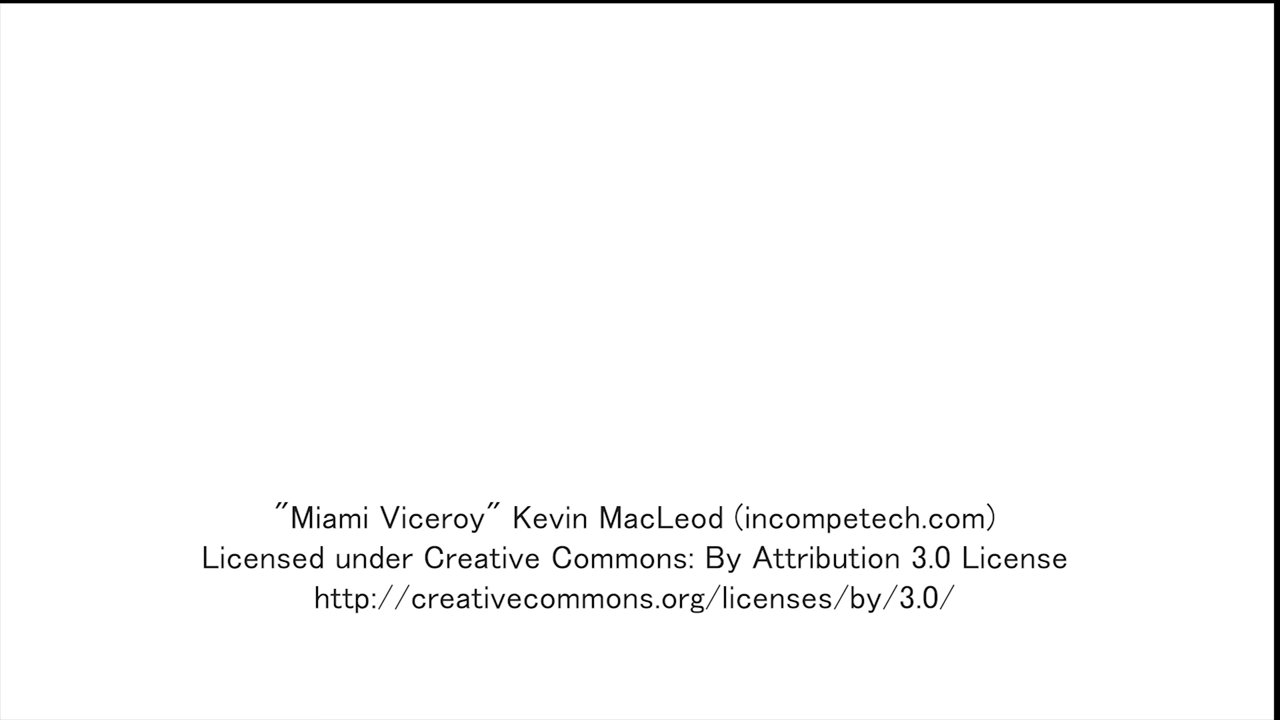 "Miami Viceroy" Kevin MacLeod (incompetech.com)
Licensed under Creative Commons: By Attribution 3.0 License
http://creativecommons.org/licenses/by/3.0/